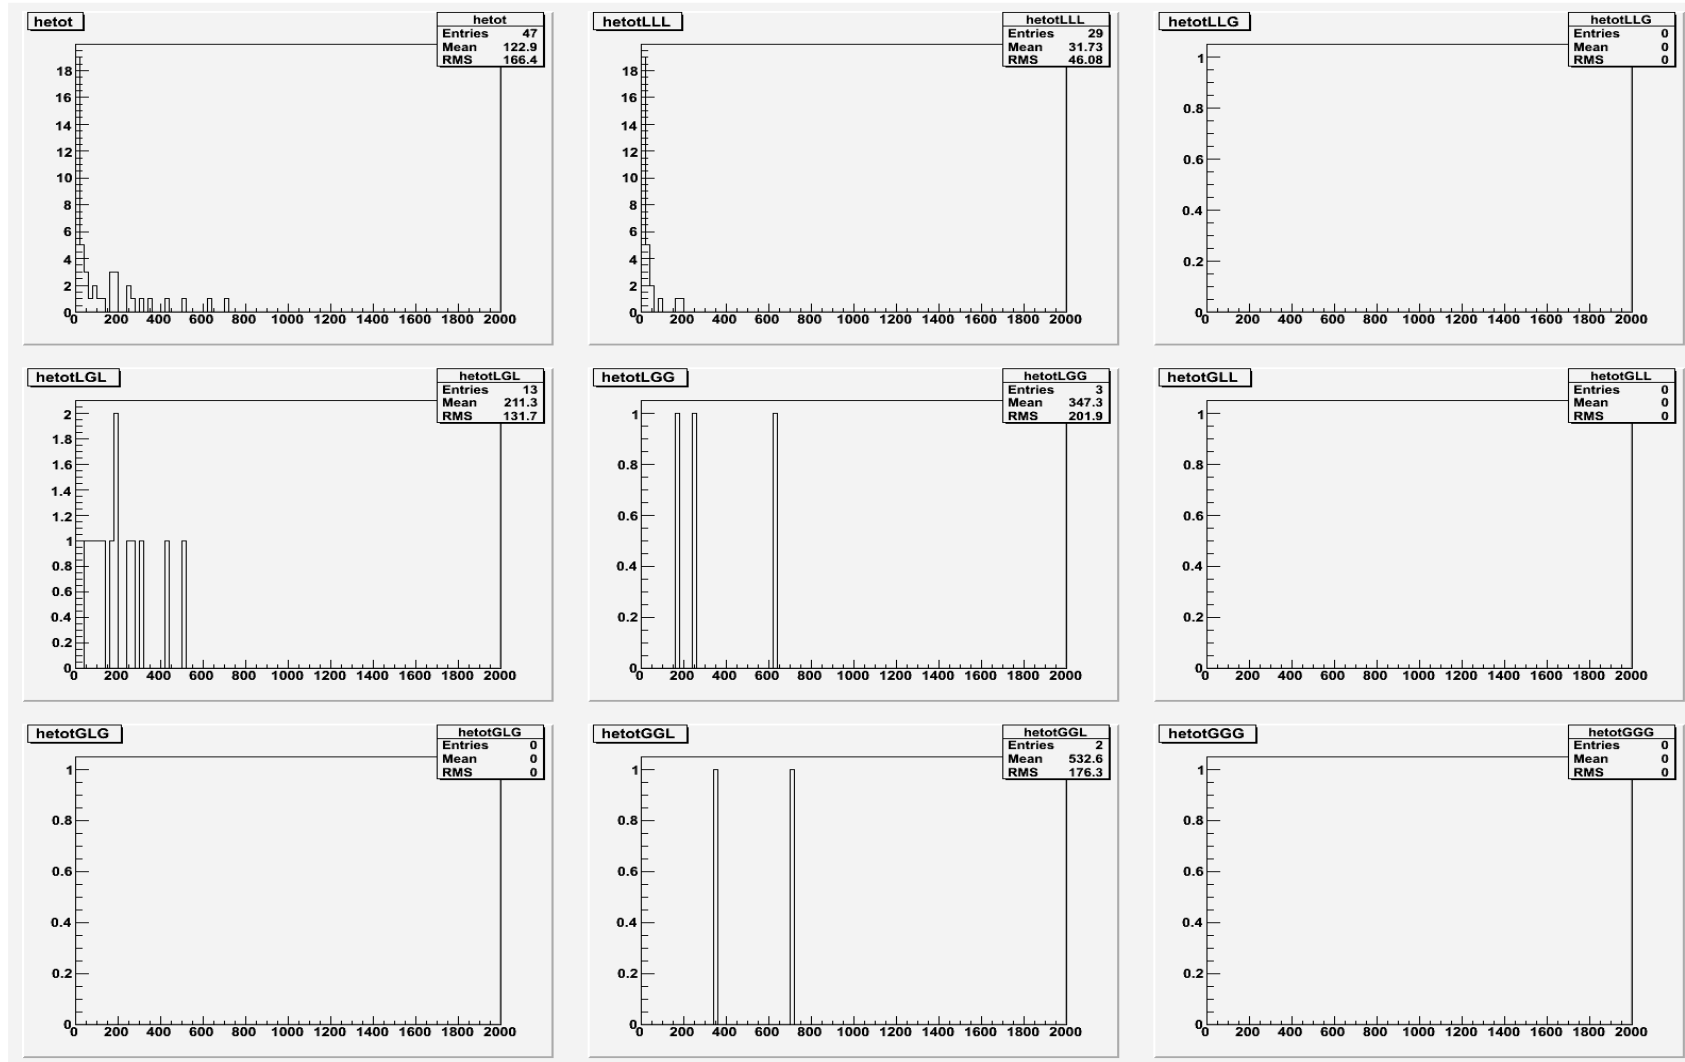 hetot
hetot
Entries 47
Mean 122.9
RMS 166.4
18
16
14
12
10
8
6
4
2
0
0 200 400 600 800 1000 1200 1400 1600 1800 2000
hetotLLL
hetotLLL
Entries 29
Mean 31.73
RMS 46.08
18
16
14
12
10
8
6
4
2
0
0 200 400 600 800 1000 1200 1400 1600 1800 2000
hetotLLG
hetotLLG
Entries 0
Mean 0
RMS 0
1
0.8
0.6
0.4
0.2
0
0 200 400 600 800 1000 1200 1400 1600 1800 2000
hetotLGL
hetotLGL
Entries 13
Mean 211.3
RMS 131.7
2
1.8
1.6
1.4
1.2
1
0.8
0.6
0.4
0.2
0
0 200 400 600 800 1000 1200 1400 1600 1800 2000
hetotLGG
hetotLGG
Entries 3
Mean 347.3
RMS 201.9
1
0.8
0.6
0.4
0.2
0
0 200 400 600 800 1000 1200 1400 1600 1800 2000
hetotGLL
hetotGLL
Entries 0
Mean 0
RMS 0
1
0.8
0.6
0.4
0.2
0
0 200 400 600 800 1000 1200 1400 1600 1800 2000
hetotGLG
hetotGLG
Entries 0
Mean 0
RMS 0
1
0.8
0.6
0.4
0.2
0
0 200 400 600 800 1000 1200 1400 1600 1800 2000
hetotGGL
hetotGGL
Entries 2
Mean 532.6
RMS 176.3
1
0.8
0.6
0.4
0.2
0
0 200 400 600 800 1000 1200 1400 1600 1800 2000
hetotGGG
hetotGGG
Entries 0
Mean 0
RMS 0
1
0.8
0.6
0.4
0.2
0
0 200 400 600 800 1000 1200 1400 1600 1800 2000